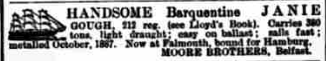 HANDSOME Barquentine JANIE
GOUGH, 212 reg. (see Lloyd's Book). Carries 380
tons, light draught; easy on ballast; sails fast;
metalled October, 1887. Now at Falmouth, bound for Hamburg.
MOORE BROTHERS, Belfast.